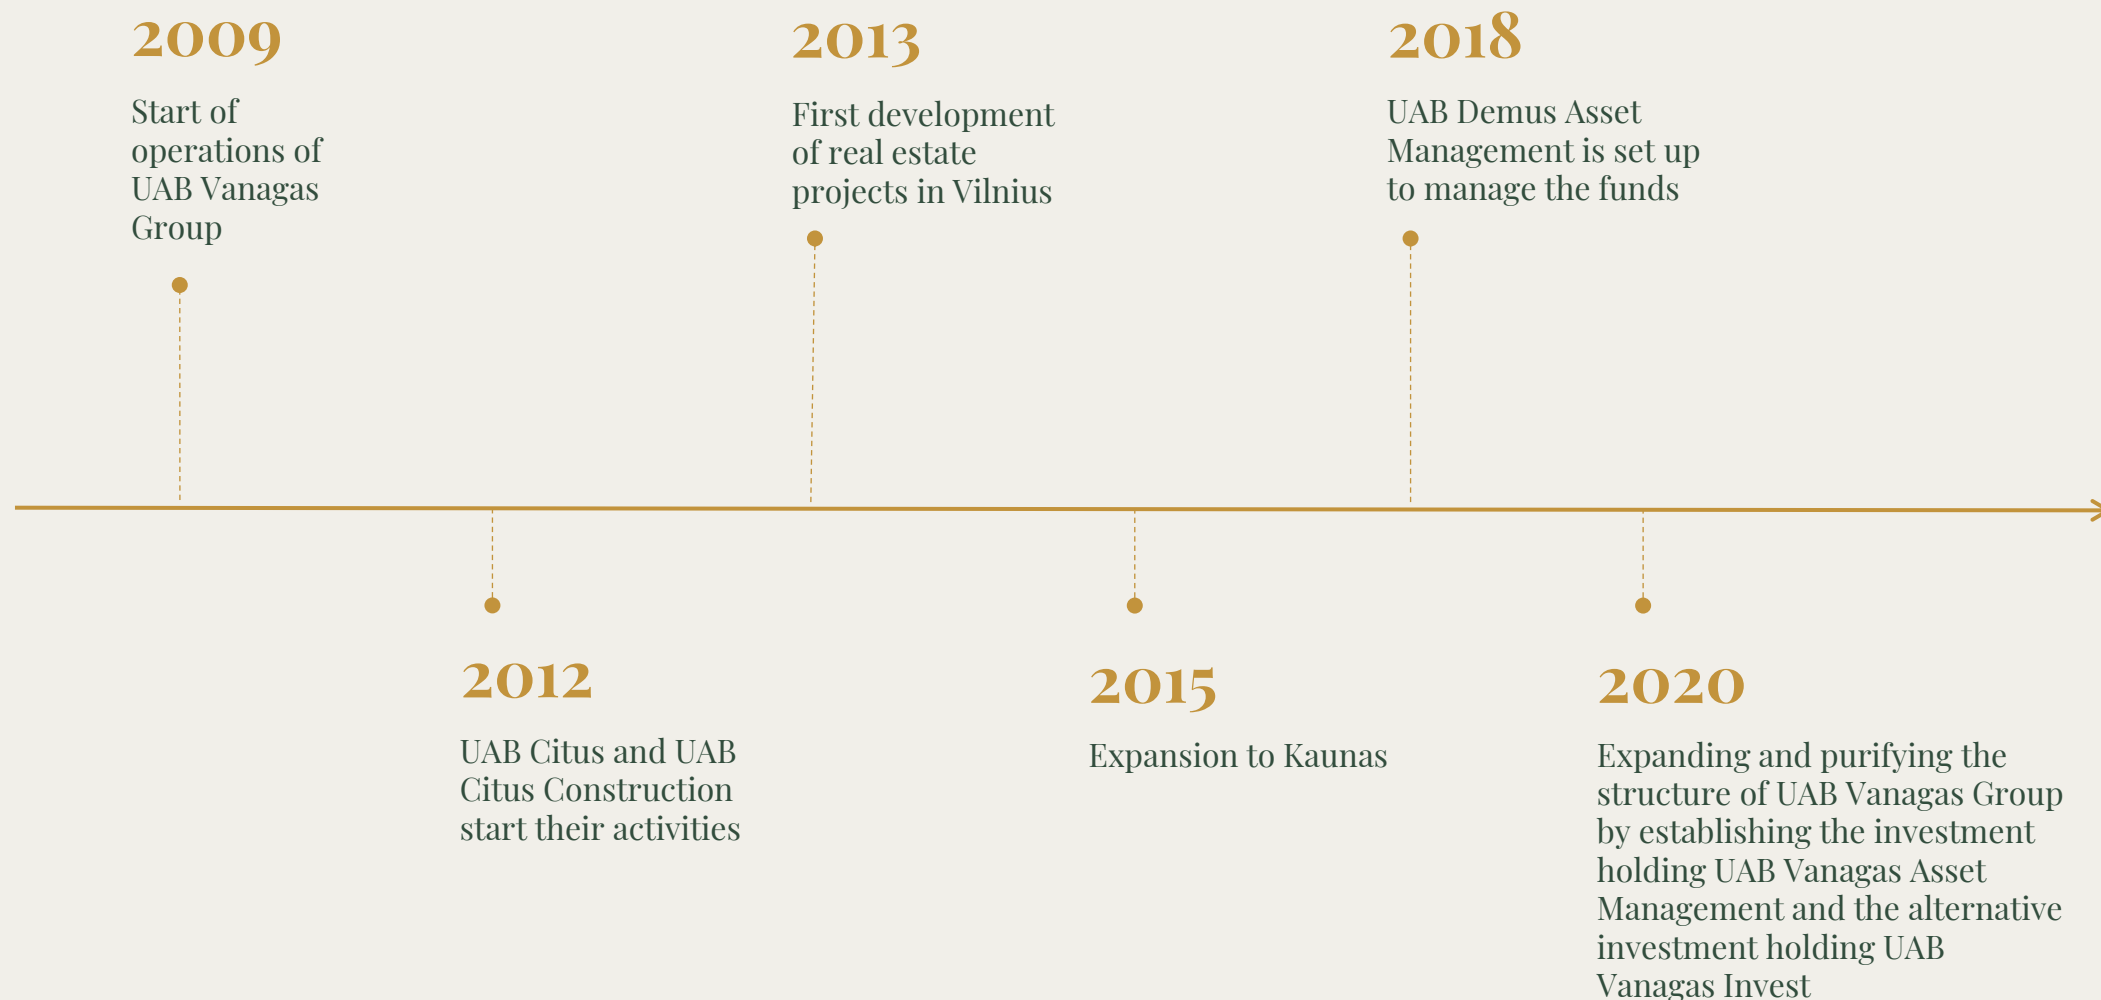 2009
Start of
operations of
UAB Vanagas
Group
2012
UAB Citus and UAB
Citus Construction
start their activities
2013
First development
of real estate
projects in Vilnius
2015
Expansion to Kaunas
2018
UAB Demus Asset
Management is set up
to manage the funds
2020
Expanding and purifying the
structure of UAB Vanagas Group
by establishing the investment
holding UAB Vanagas Asset
Management and the alternative
investment holding UAB
Vanagas Invest